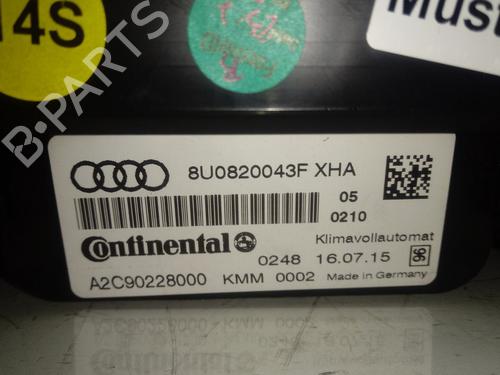 14S
Must
B-PARTS
8U0820043F XHA
05
0210
Continental
Klimavollautomat
0248 16.07.15
A2C90228000 KMM 0002 Made in Germany